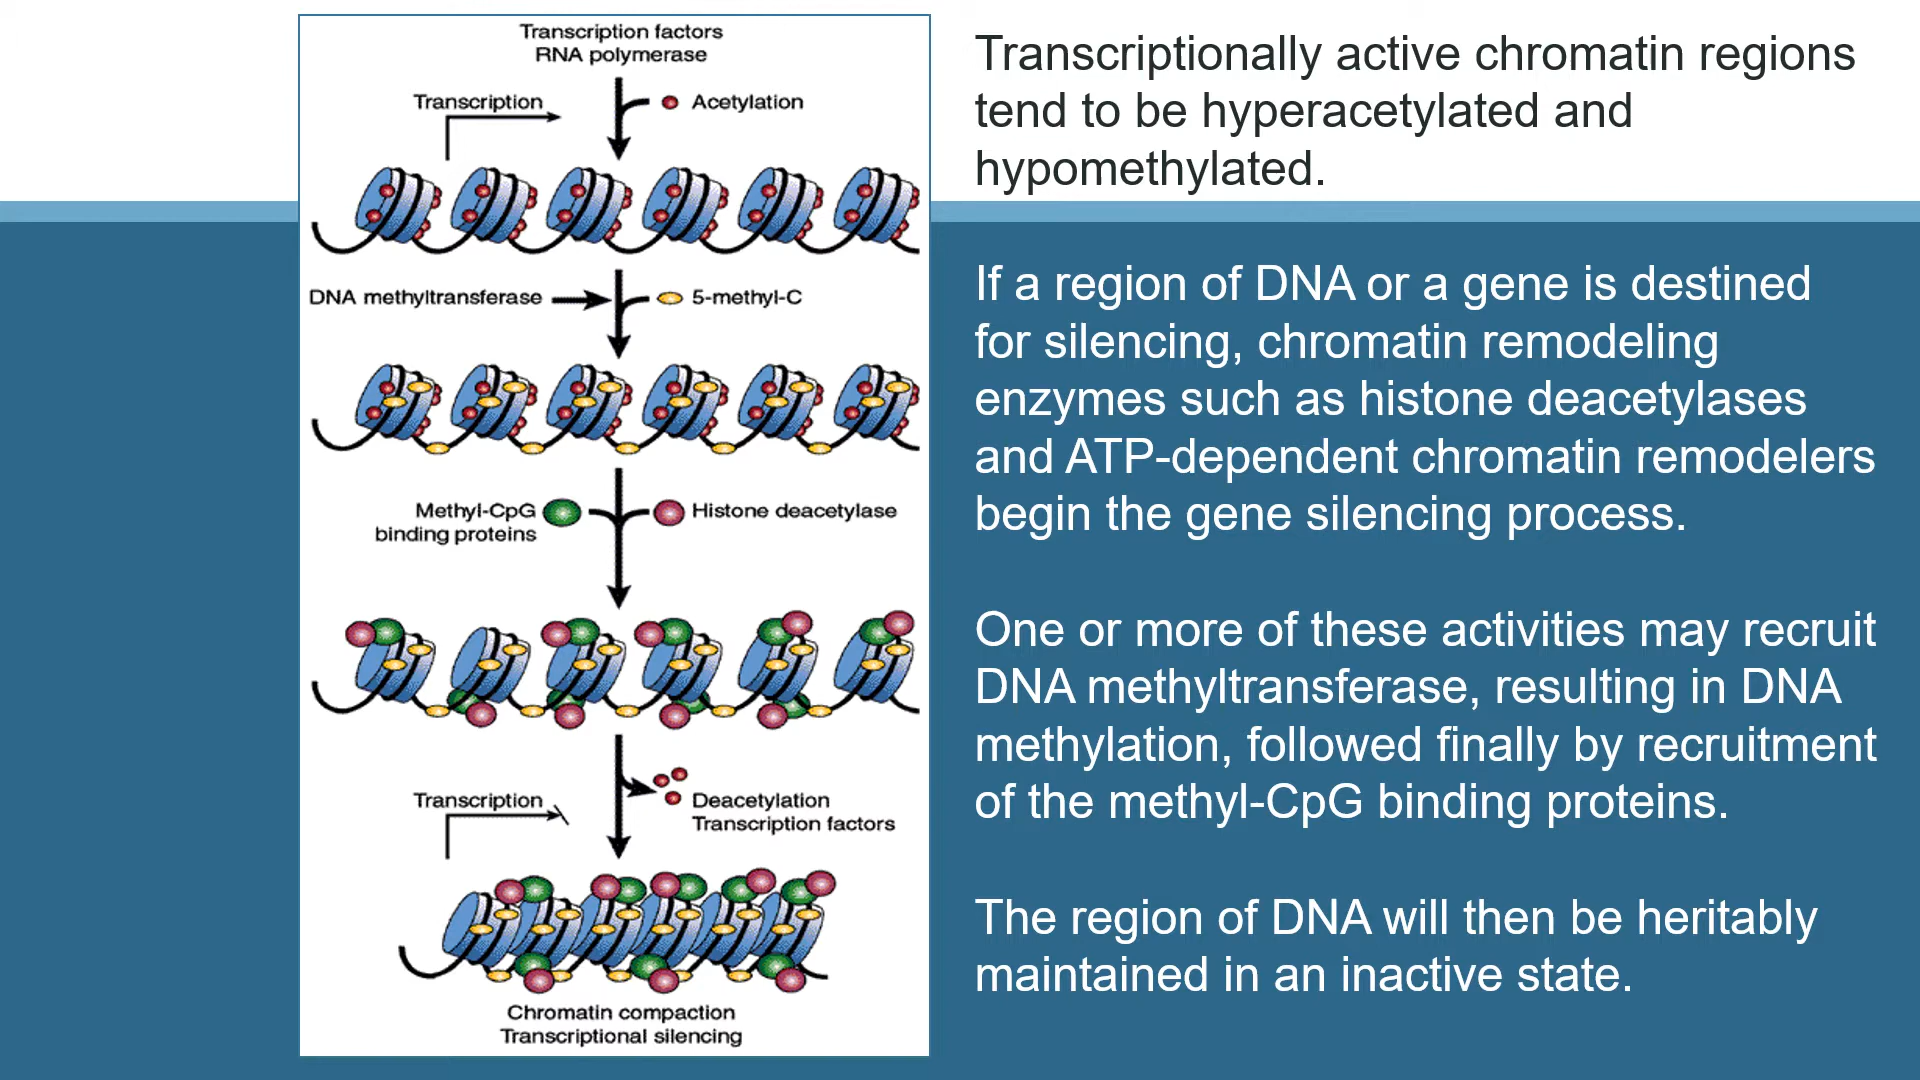 Transcription factors
RNA polymerase
Transcription
Acetylation
DNA methyltransferase
5-methyl-C
Methyl-CpG
binding proteins
Histone deacetylase
Transcription
Deacetylation
Transcription factors
Chromatin compaction
Transcriptional silencing
Transcriptionally active chromatin regions
tend to be hyperacetylated and
hypomethylated.
If a region of DNA or a gene is destined
for silencing, chromatin remodeling
enzymes such as histone deacetylases
and ATP-dependent chromatin remodelers
begin the gene silencing process.
One or more of these activities may recruit
DNA methyltransferase, resulting in DNA
methylation, followed finally by recruitment
of the methyl-CpG binding proteins.
The region of DNA will then be heritably
maintained in an inactive state.